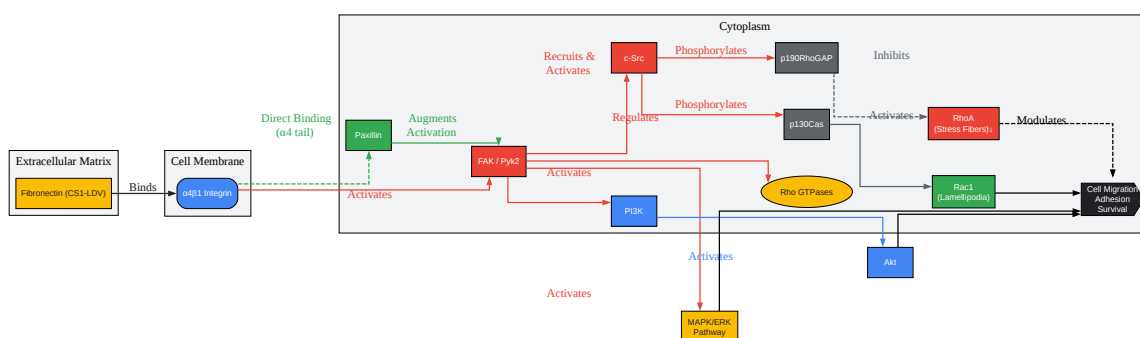 Cytoplasm
Recruits &
Activates
c-Src
Phosphorylates
p190RhoGAP
Inhibits
Phosphorylates
Regulates
p130Cas
Activates
RhoA
(Stress Fibers)↓
Modulates
Direct Binding
(α4 tail)
Paxillin
Augments
Activation
FAK / Pyk2
Activates
Extracellular Matrix
Fibronectin (CS1-LDV)
Binds
Cell Membrane
α4β1 Integrin
Activates
Rho GTPases
Rac1
(Lamellipodia)
Cell Migration
Adhesion
Survival
PI3K
Activates
Akt
Activates
MAPK/ERK
Pathway